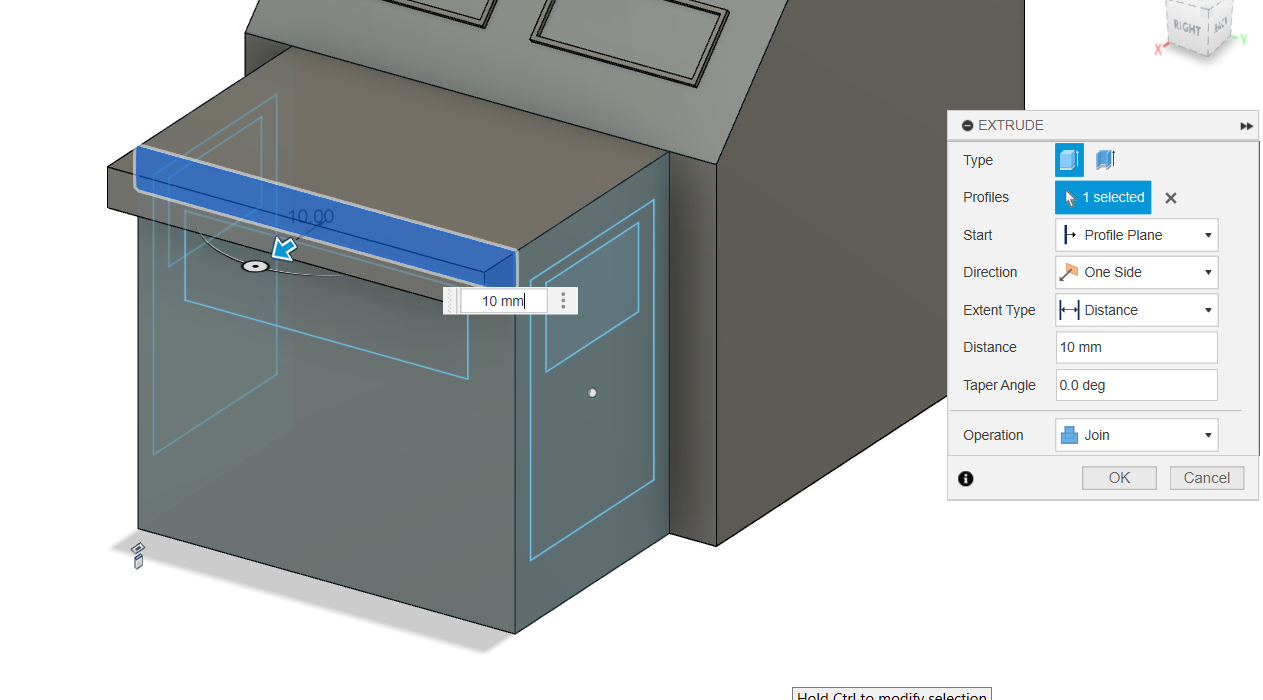 RIGHT
BACK
X
Y
EXTRUDE
Type
Profiles
1 selected
Start
Profile Plane
Direction
One Side
Extent Type
Distance
Distance
10 mm
Taper Angle
0.0 deg
Operation
Join
OK
Cancel
10.00
10 mm
Hold Ctrl to modify selection